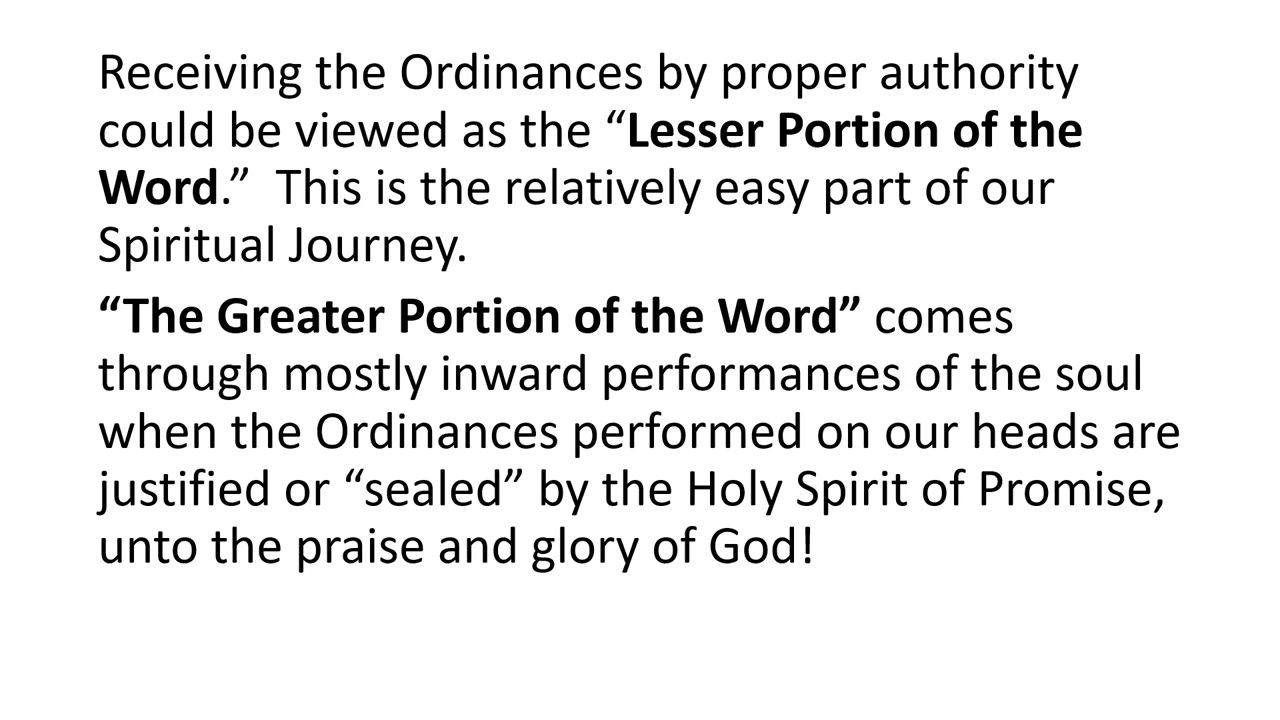 Receiving the Ordinances by proper authority
could be viewed as the “Lesser Portion of the
Word.”  This is the relatively easy part of our
Spiritual Journey.
“The Greater Portion of the Word” comes
through mostly inward performances of the soul
when the Ordinances performed on our heads are
justified or “sealed” by the Holy Spirit of Promise,
unto the praise and glory of God!